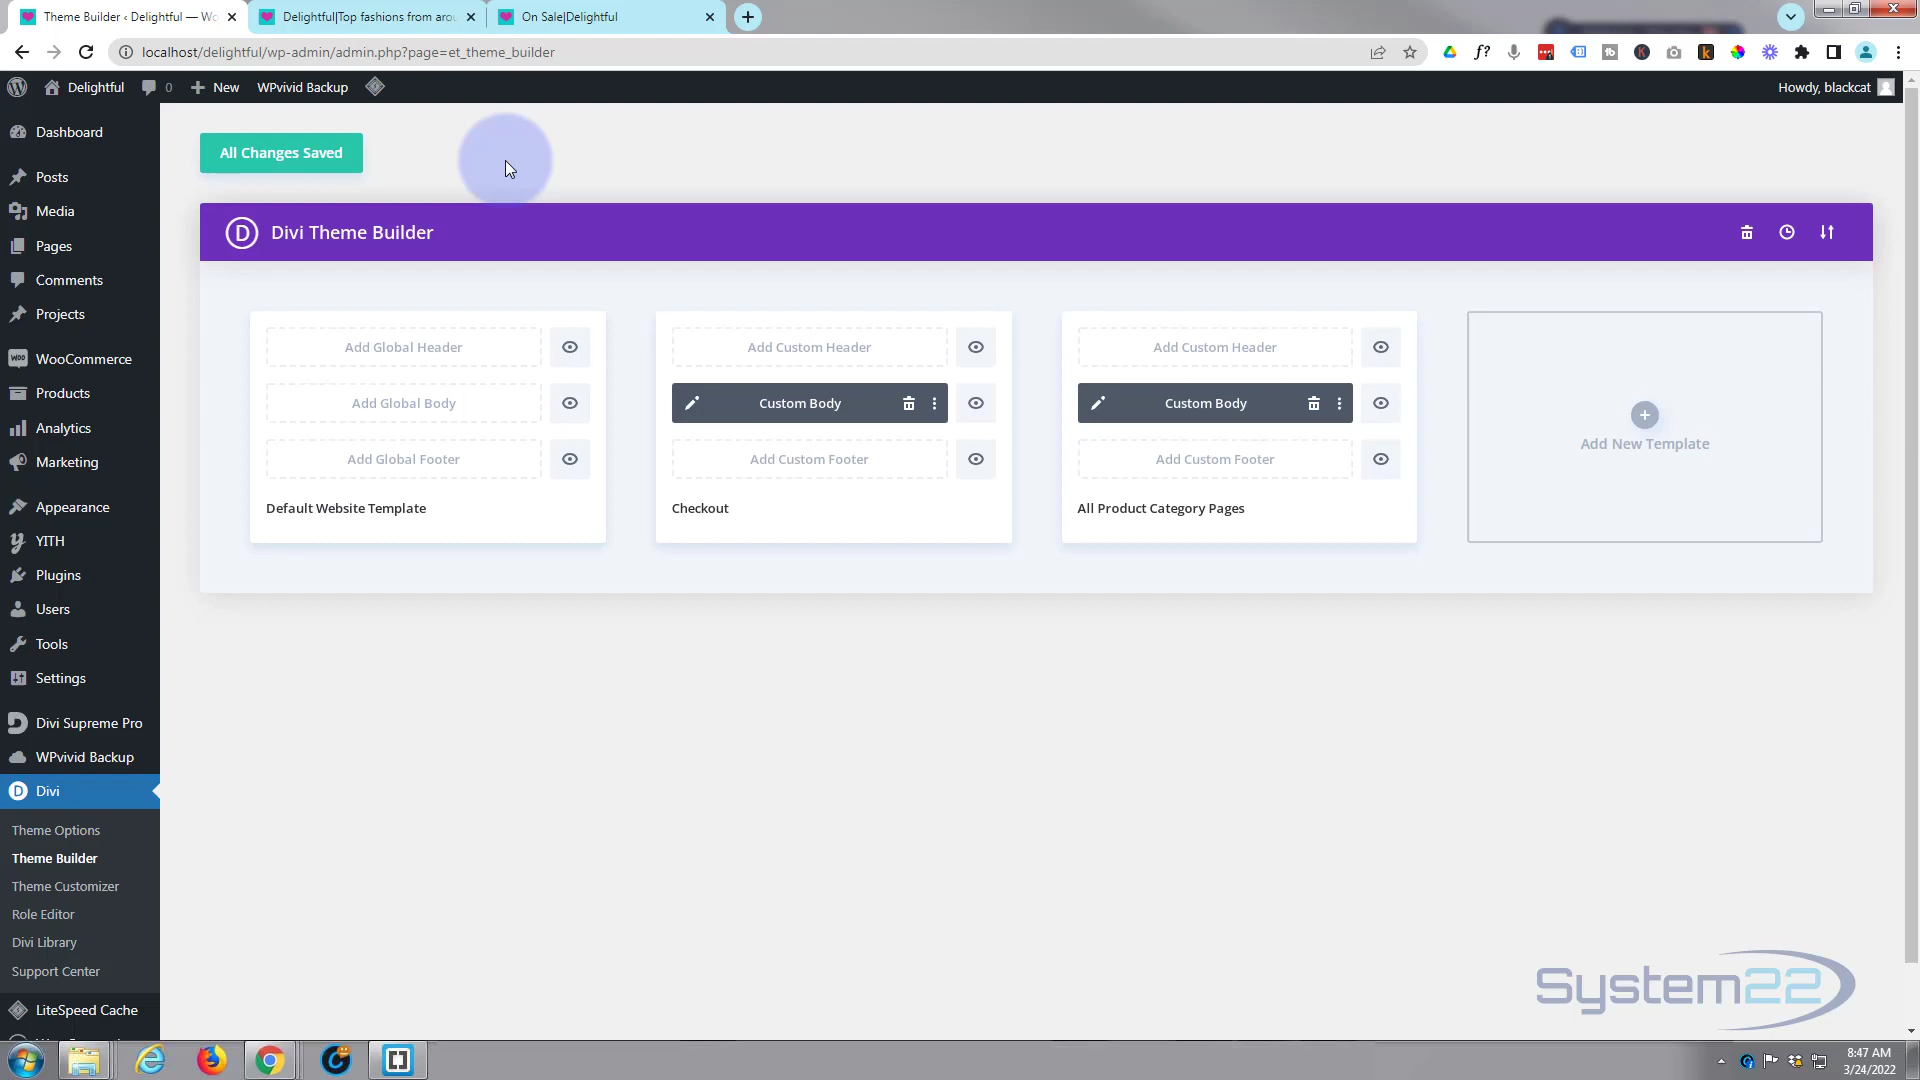 Theme Builder ‹ Delightful — Wo
Delightful|Top fashions from arou
On Sale|Delightful
localhost/delightful/wp-admin/admin.php?page=et_theme_builder
Delightful
0
New
WPvivid Backup
Howdy, blackcat
Dashboard
Posts
Media
Pages
Comments
Projects
WooCommerce
Products
Analytics
Marketing
Appearance
YITH
Plugins
Users
Tools
Settings
Divi Supreme Pro
WPvivid Backup
Divi
Theme Options
Theme Builder
Theme Customizer
Role Editor
Divi Library
Support Center
LiteSpeed Cache
All Changes Saved
Divi Theme Builder
Add Global Header
Add Global Body
Add Global Footer
Default Website Template
Add Custom Header
Custom Body
Add Custom Footer
Checkout
Add Custom Header
Custom Body
Add Custom Footer
All Product Category Pages
Add New Template
System22
8:47 AM
3/24/2022